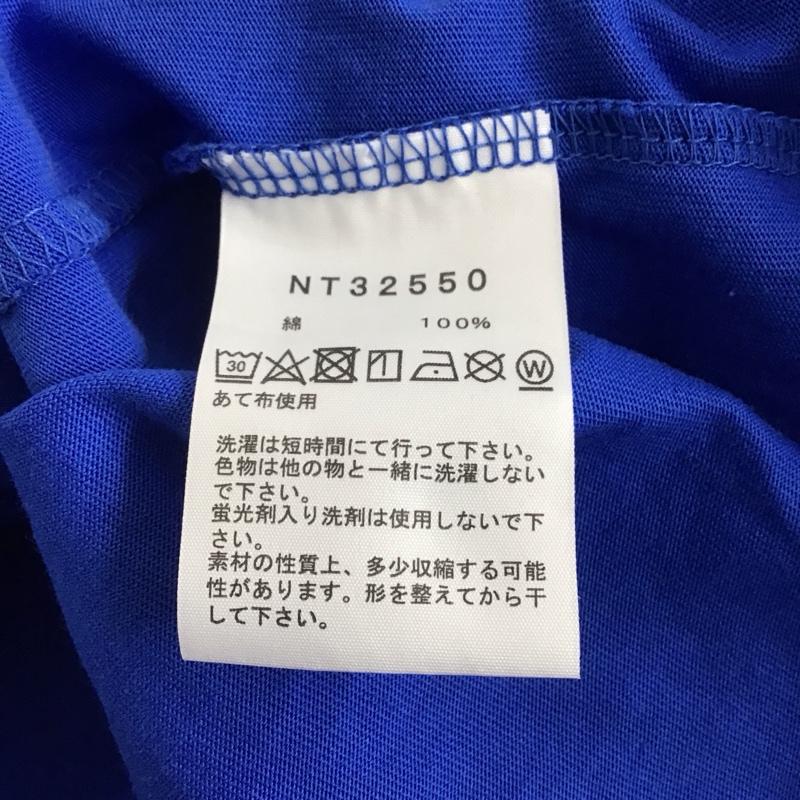 NT32550
綿 100%
30 W
あて布使用
洗濯は短時間にて行って下さい。
色物は他の物と一緒に洗濯しない
で下さい。
蛍光剤入り洗剤は使用しないで下
さい。
素材の性質上、多少収縮する可能
性があります。形を整えてから干
して下さい。